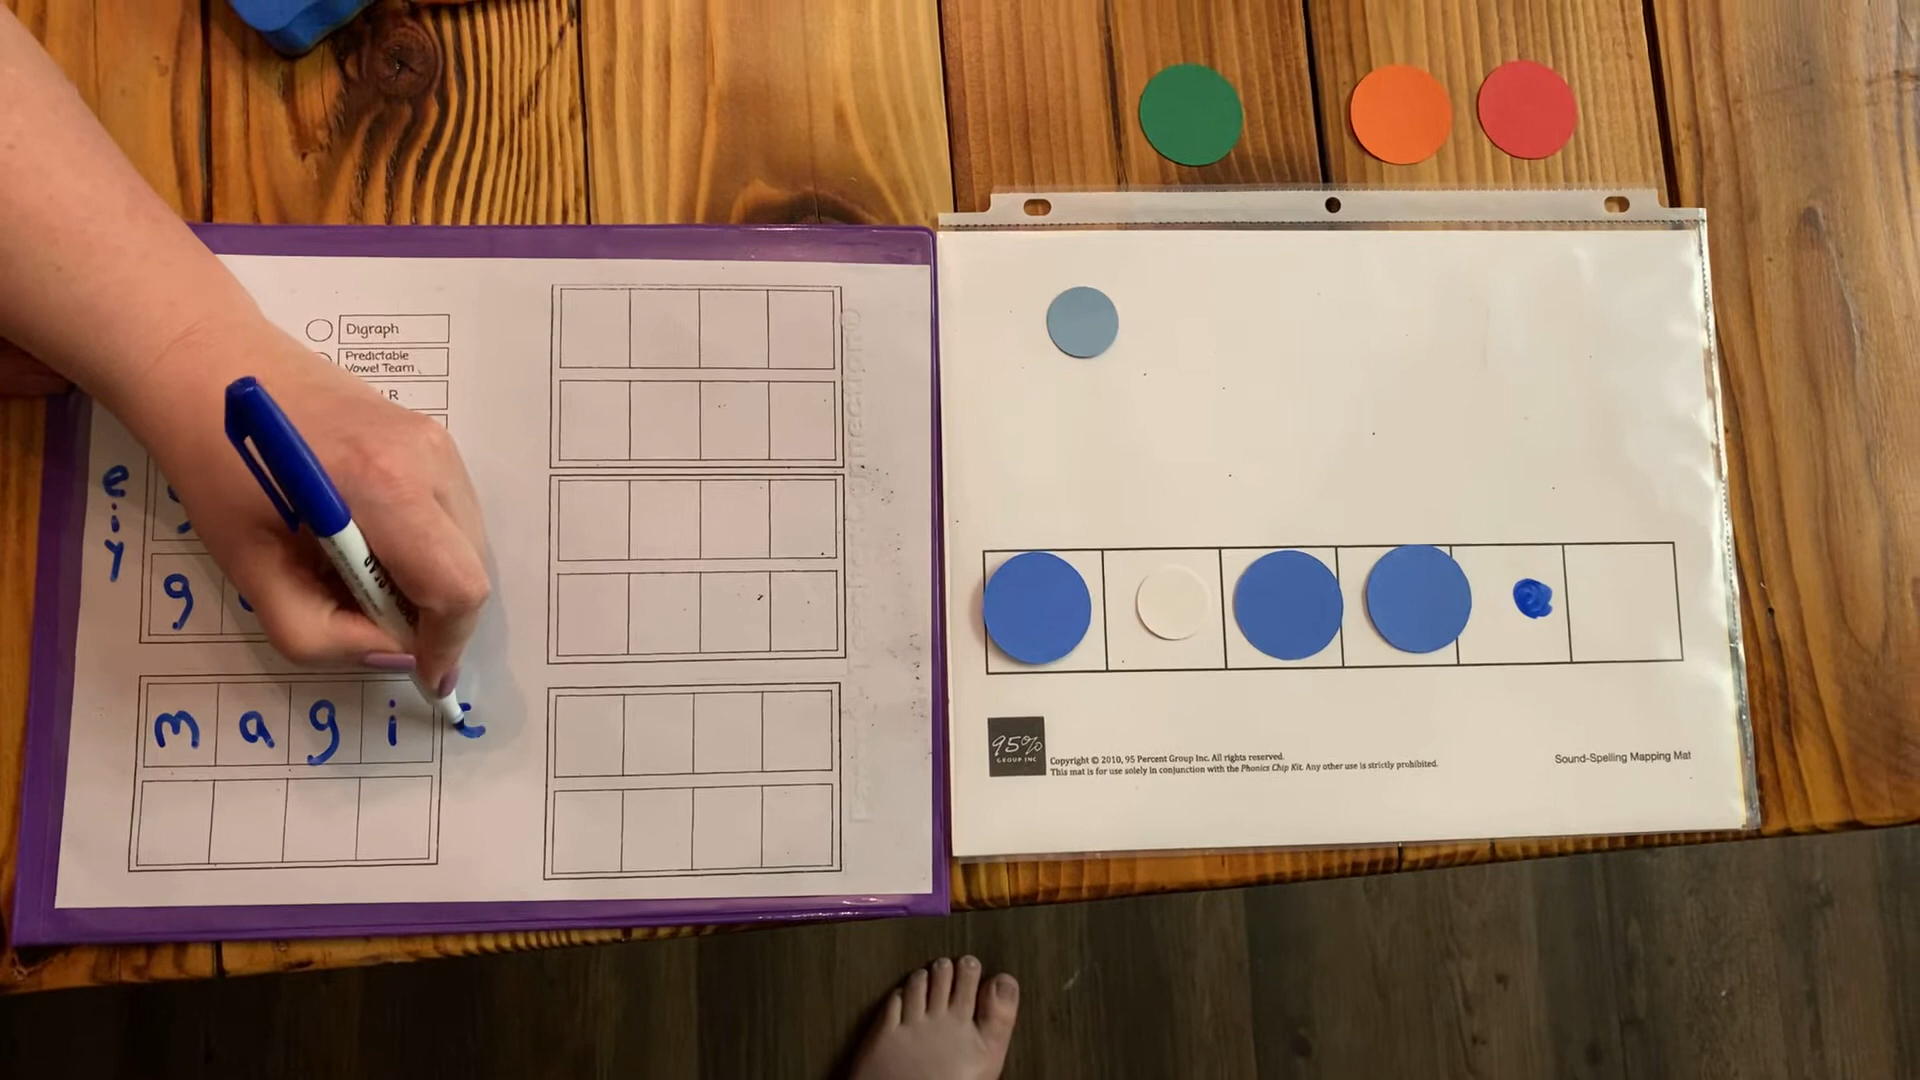 Digraph
Predictable
Vowel Team
R
e
i
y
g
m a g i c
95%
GROUP INC
Copyright © 2010, 95 Percent Group Inc. All rights reserved.
This mat is for use solely in conjunction with the Phonics Chip Kit. Any other use is strictly prohibited.
Sound-Spelling Mapping Mat